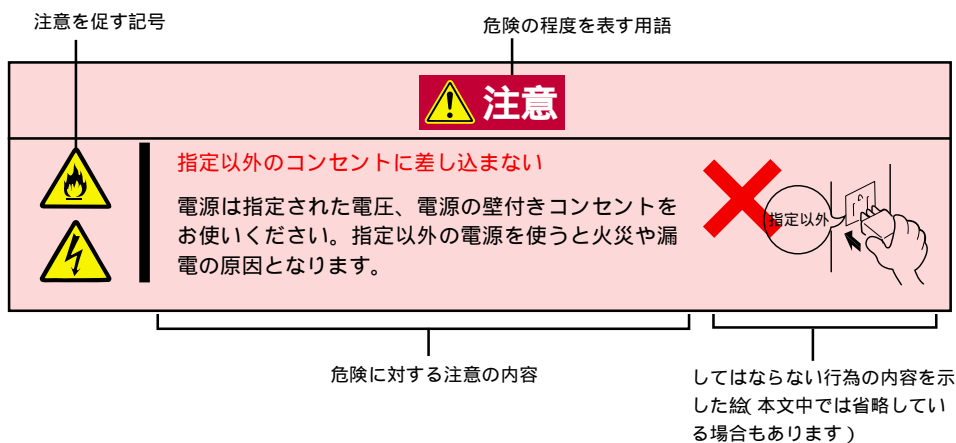 注意を促す記号
危険の程度を表す用語
注意
指定以外のコンセントに差し込まない
電源は指定された電圧、電源の壁付きコンセントを
お使いください。指定以外の電源を使うと火災や漏
電の原因となります。
指定以外
危険に対する注意の内容
してはならない行為の内容を示
した絵(本文中では省略してい
る場合もあります)